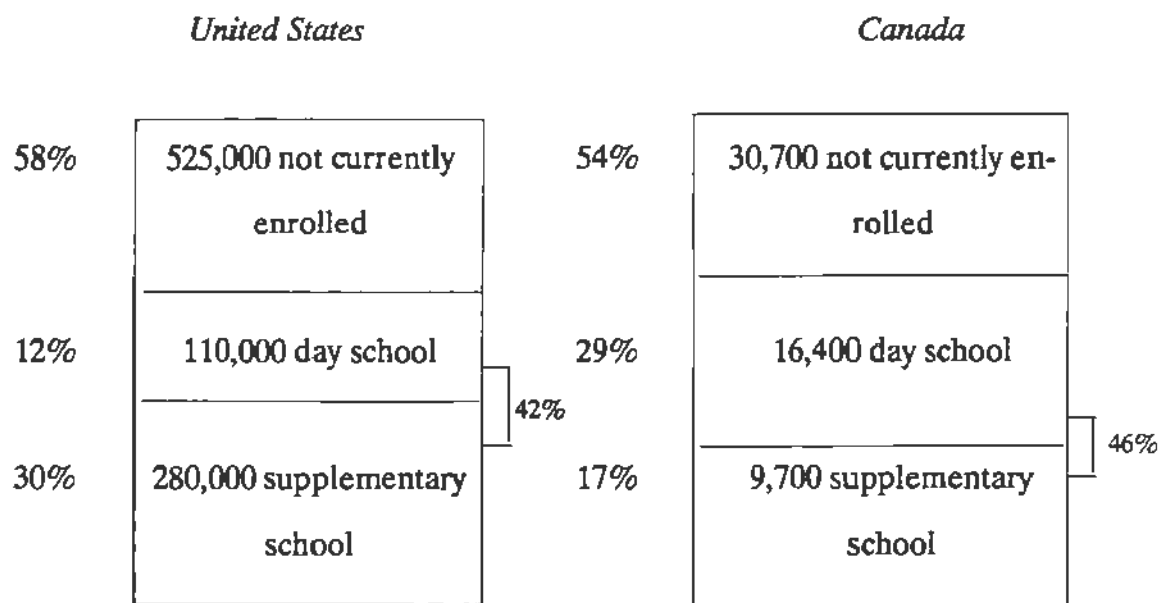 United States
58%
525,000 not currently
enrolled
12%
110,000 day school
42%
30%
280,000 supplementary
school
Canada
54%
30,700 not currently en-
rolled
29%
16,400 day school
46%
17%
9,700 supplementary
school